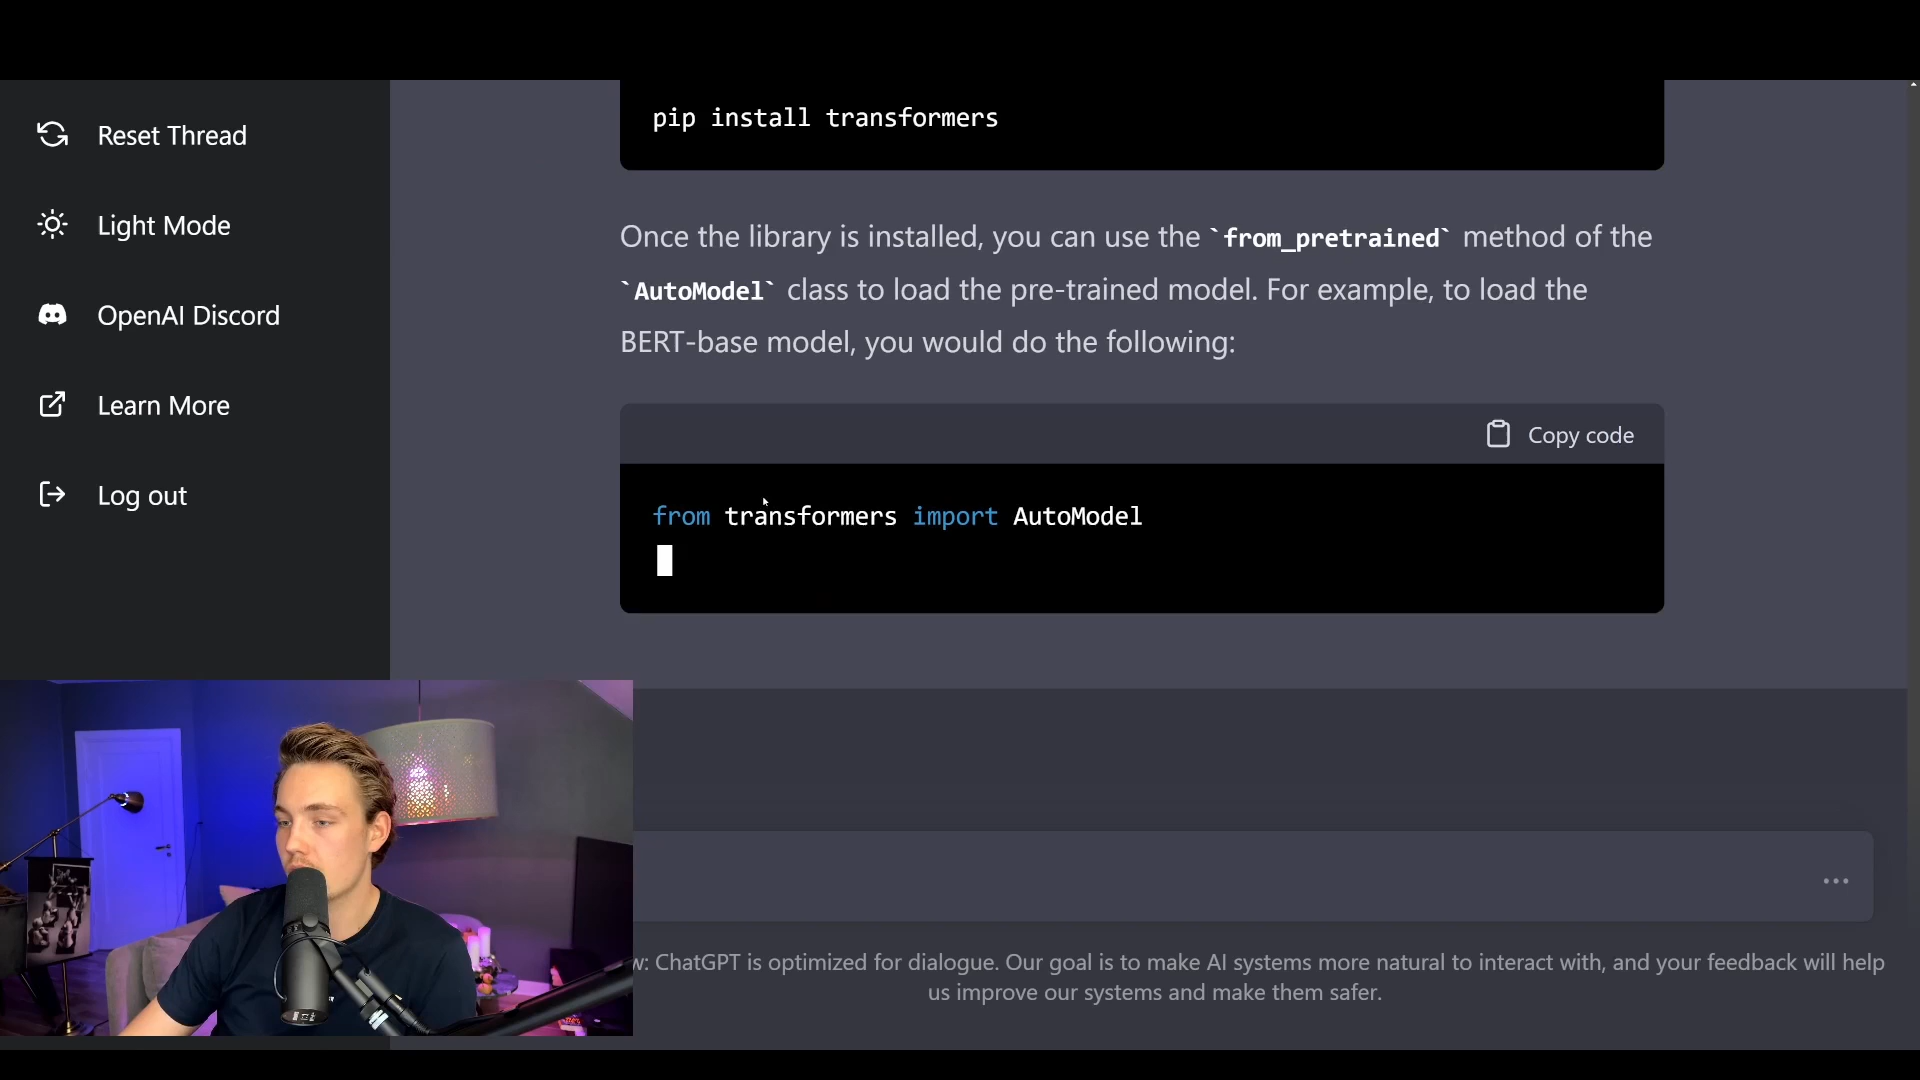 Reset Thread
Light Mode
OpenAI Discord
Learn More
Log out
pip install transformers
Once the library is installed, you can use the `from_pretrained` method of the
`AutoModel` class to load the pre-trained model. For example, to load the
BERT-base model, you would do the following:
Copy code
from transformers import AutoModel
w: ChatGPT is optimized for dialogue. Our goal is to make AI systems more natural to interact with, and your feedback will help
us improve our systems and make them safer.